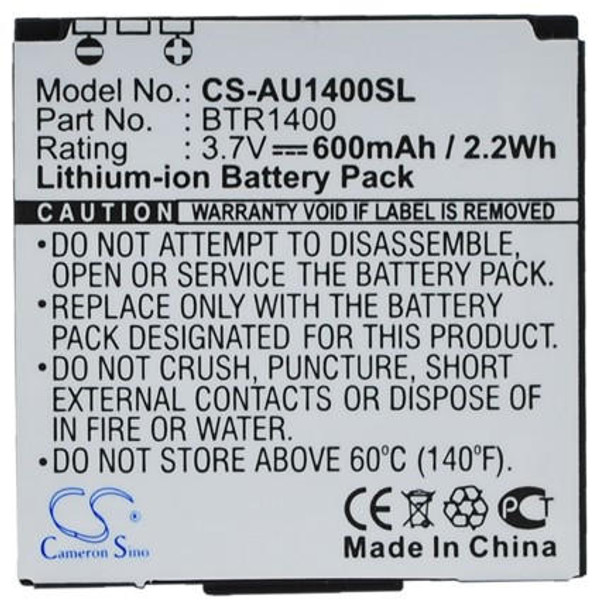 Model No.: CS-AU1400SL
Part No. : BTR1400
Rating : 3.7V 600mAh / 2.2Wh
Lithium-ion Battery Pack
CAUTION WARRANTY VOID IF LABEL IS REMOVED
•DO NOT ATTEMPT TO DISASSEMBLE,
OPEN OR SERVICE THE BATTERY PACK.
•REPLACE ONLY WITH THE BATTERY
PACK DESIGNATED FOR THIS PRODUCT.
•DO NOT CRUSH, PUNCTURE, SHORT
EXTERNAL CONTACTS OR DISPOSE
OF IN FIRE OR WATER.
•DO NOT STORE ABOVE 60°C (140°F).
CS CE PCT
Cameron Sino Made In China